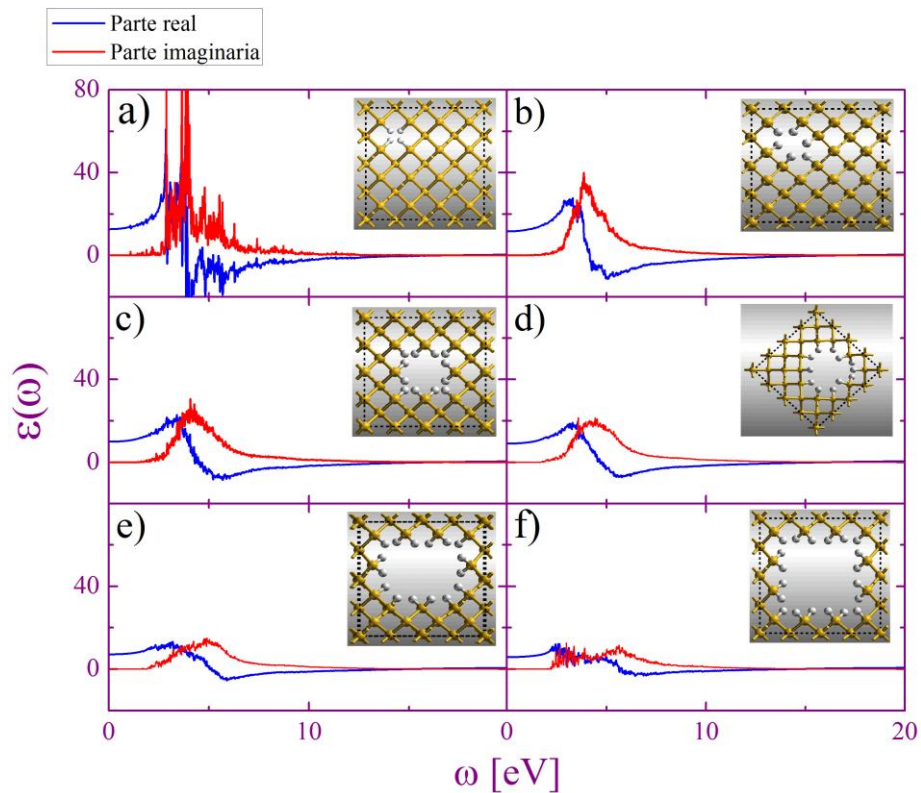 Parte real
Parte imaginaria
a)
b)
80
40
0
c)
d)
40
0
e)
f)
40
0
0
10
0
10
20
ε(ω)
ω [eV]